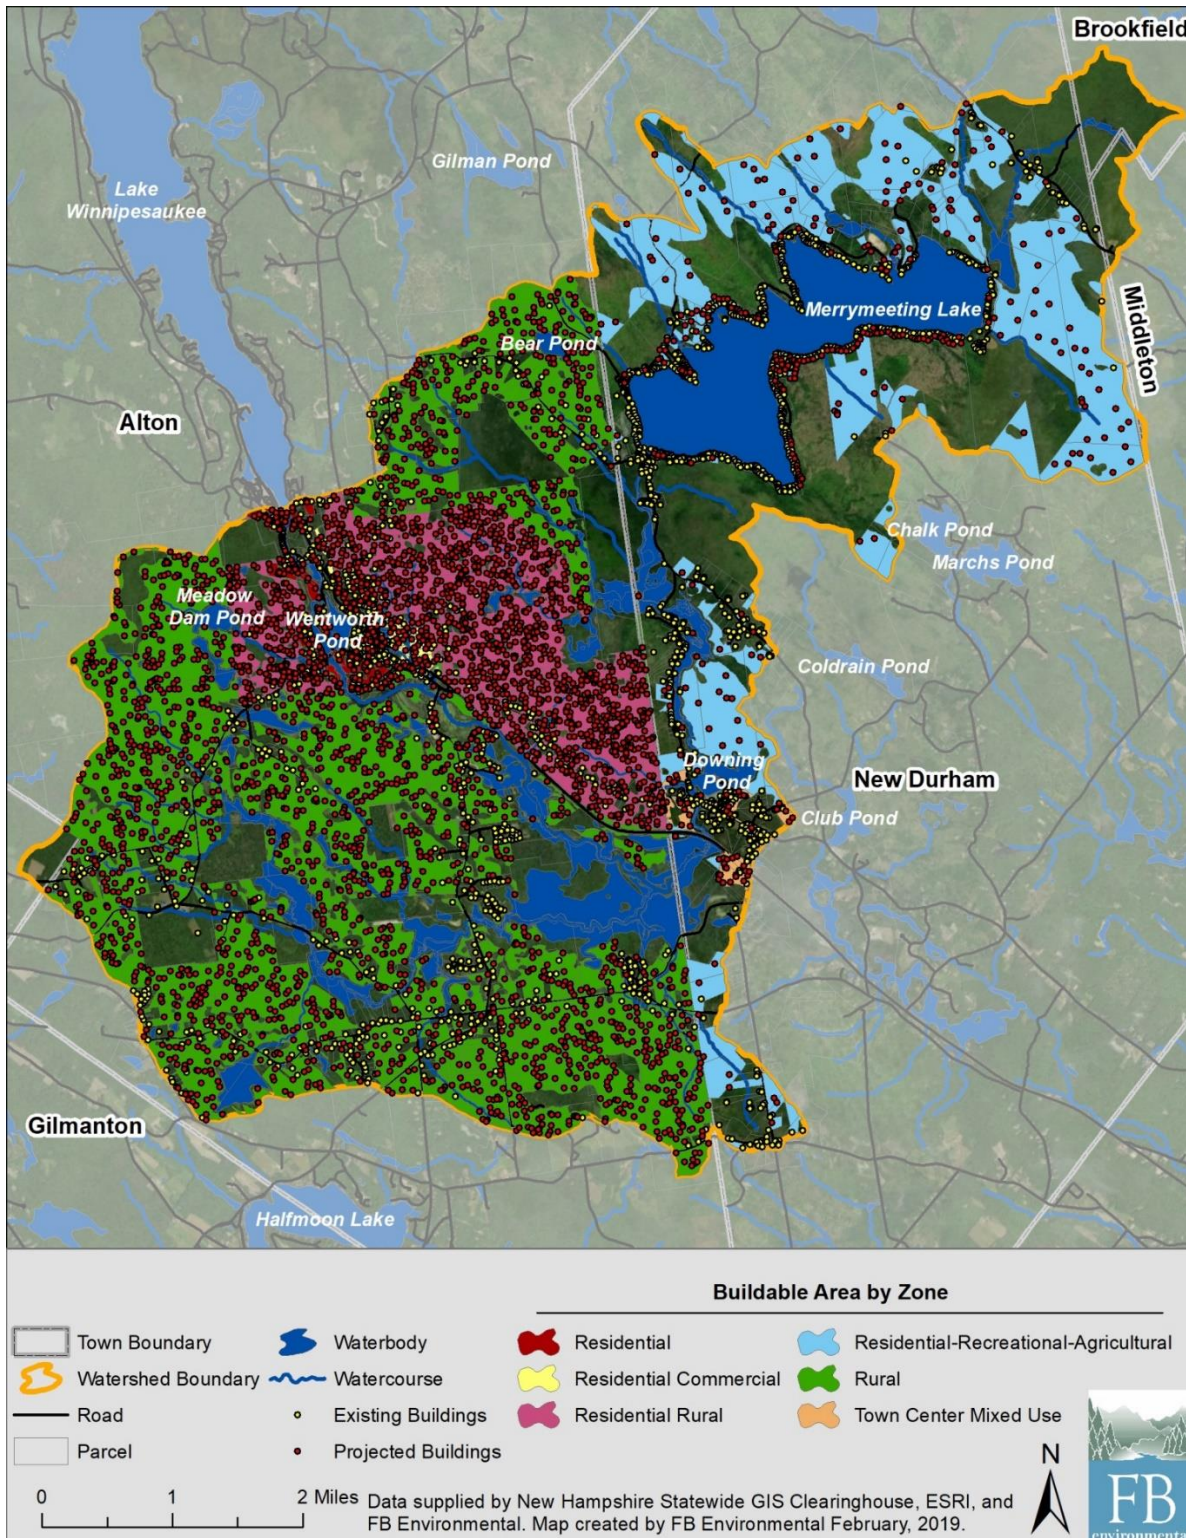 Brookfield
Gilman Pond
Lake
Winnipesaukee
Merrymeeting Lake
Middleton
Bear Pond
Alton
Chalk Pond
Marchs Pond
Meadow
Dam Pond
Wentworth
Pond
Coldrain Pond
Downing
Pond
New Durham
Club Pond
Gilmanton
Halfmoon Lake
Buildable Area by Zone
Town Boundary
Waterbody
Residential
Residential-Recreational-Agricultural
Watershed Boundary
Watercourse
Residential Commercial
Rural
Road
Existing Buildings
Residential Rural
Town Center Mixed Use
Parcel
Projected Buildings
N
0 1 2 Miles
Data supplied by New Hampshire Statewide GIS Clearinghouse, ESRI, and
FB Environmental. Map created by FB Environmental February, 2019.
FB
environmental